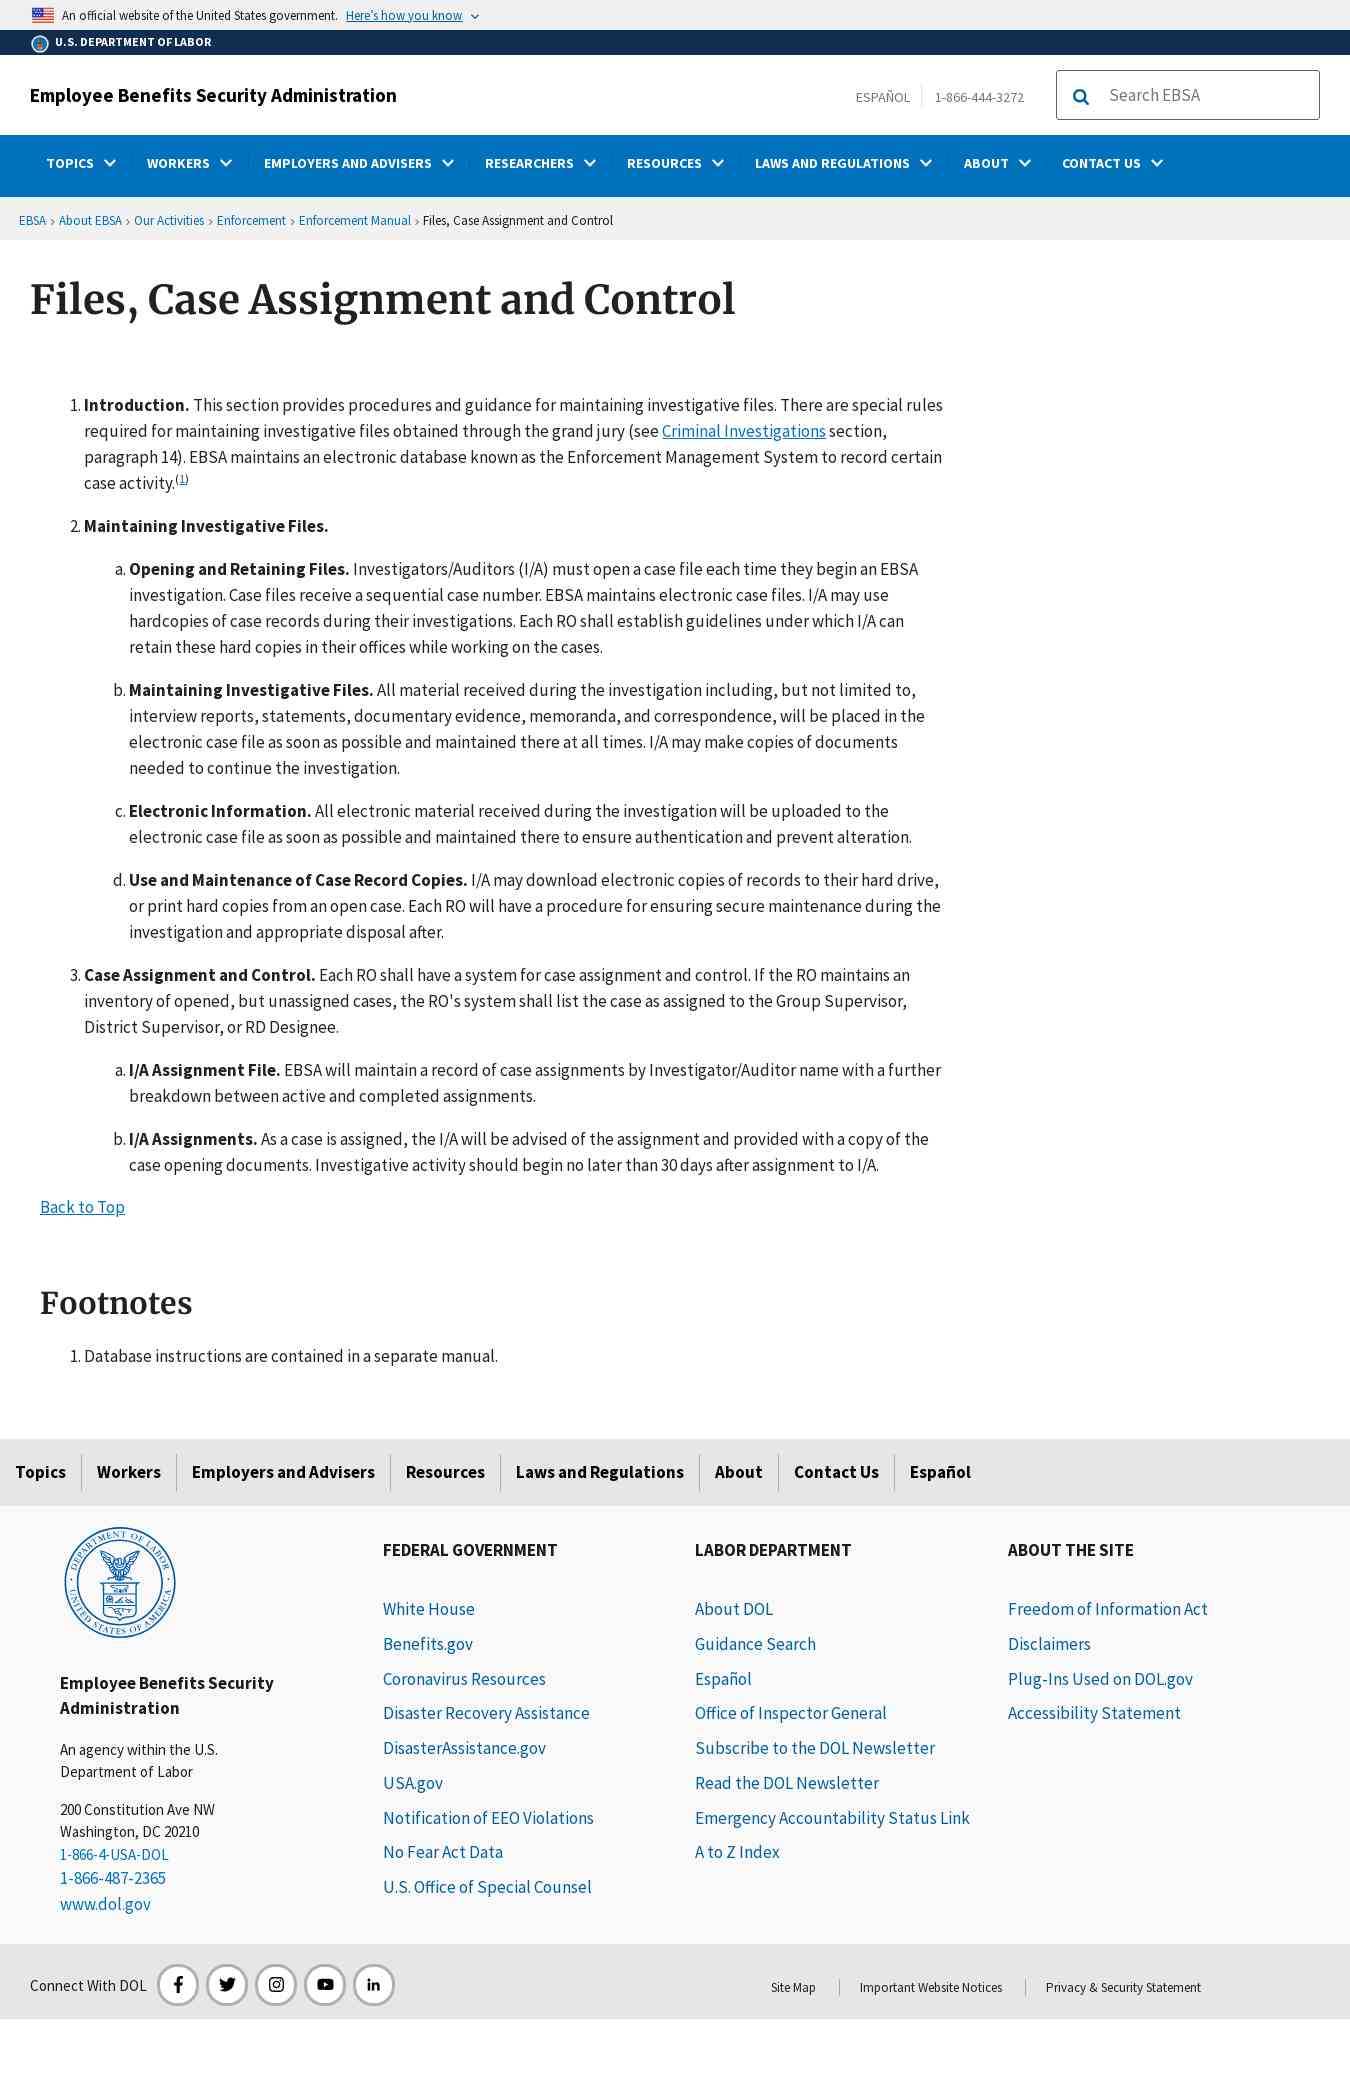 An official website of the United States government. Here's how you know
U.S. DEPARTMENT OF LABOR
Employee Benefits Security Administration
ESPAÑOL
1-866-444-3272
Search EBSA
TOPICS WORKERS EMPLOYERS AND ADVISERS RESEARCHERS RESOURCES LAWS AND REGULATIONS ABOUT CONTACT US
EBSA › About EBSA › Our Activities › Enforcement › Enforcement Manual › Files, Case Assignment and Control
Files, Case Assignment and Control
1. Introduction. This section provides procedures and guidance for maintaining investigative files. There are special rules
required for maintaining investigative files obtained through the grand jury (see Criminal Investigations section,
paragraph 14). EBSA maintains an electronic database known as the Enforcement Management System to record certain
case activity.(1)
2. Maintaining Investigative Files.
a. Opening and Retaining Files. Investigators/Auditors (I/A) must open a case file each time they begin an EBSA
investigation. Case files receive a sequential case number. EBSA maintains electronic case files. I/A may use
hardcopies of case records during their investigations. Each RO shall establish guidelines under which I/A can
retain these hard copies in their offices while working on the cases.
b. Maintaining Investigative Files. All material received during the investigation including, but not limited to,
interview reports, statements, documentary evidence, memoranda, and correspondence, will be placed in the
electronic case file as soon as possible and maintained there at all times. I/A may make copies of documents
needed to continue the investigation.
c. Electronic Information. All electronic material received during the investigation will be uploaded to the
electronic case file as soon as possible and maintained there to ensure authentication and prevent alteration.
d. Use and Maintenance of Case Record Copies. I/A may download electronic copies of records to their hard drive,
or print hard copies from an open case. Each RO will have a procedure for ensuring secure maintenance during the
investigation and appropriate disposal after.
3. Case Assignment and Control. Each RO shall have a system for case assignment and control. If the RO maintains an
inventory of opened, but unassigned cases, the RO's system shall list the case as assigned to the Group Supervisor,
District Supervisor, or RD Designee.
a. I/A Assignment File. EBSA will maintain a record of case assignments by Investigator/Auditor name with a further
breakdown between active and completed assignments.
b. I/A Assignments. As a case is assigned, the I/A will be advised of the assignment and provided with a copy of the
case opening documents. Investigative activity should begin no later than 30 days after assignment to I/A.
Back to Top
Footnotes
1. Database instructions are contained in a separate manual.
Topics Workers Employers and Advisers Resources Laws and Regulations About Contact Us Español
DEPARTMENT OF LABOR
UNITED STATES OF AMERICA
Employee Benefits Security
Administration
An agency within the U.S.
Department of Labor
200 Constitution Ave NW
Washington, DC 20210
1-866-4-USA-DOL
1-866-487-2365
www.dol.gov
FEDERAL GOVERNMENT
White House
Benefits.gov
Coronavirus Resources
Disaster Recovery Assistance
DisasterAssistance.gov
USA.gov
Notification of EEO Violations
No Fear Act Data
U.S. Office of Special Counsel
LABOR DEPARTMENT
About DOL
Guidance Search
Español
Office of Inspector General
Subscribe to the DOL Newsletter
Read the DOL Newsletter
Emergency Accountability Status Link
A to Z Index
ABOUT THE SITE
Freedom of Information Act
Disclaimers
Plug-Ins Used on DOL.gov
Accessibility Statement
Connect With DOL
Site Map
Important Website Notices
Privacy & Security Statement